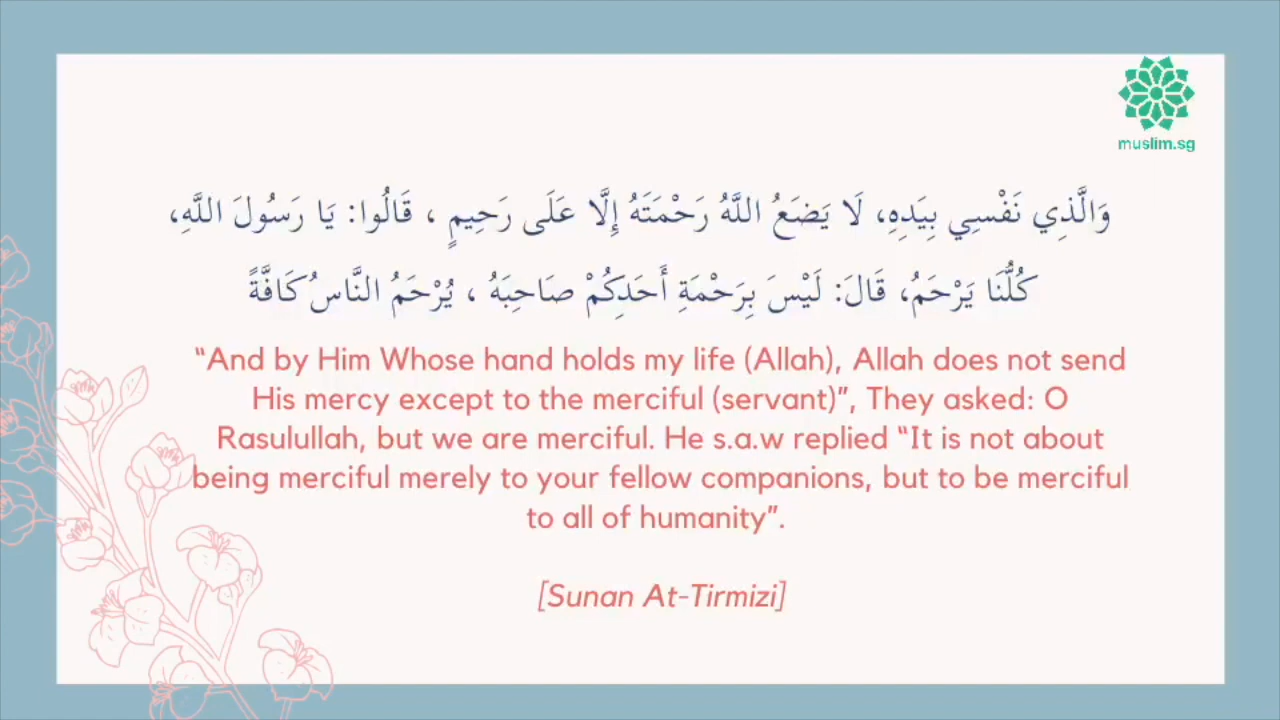 muslim.sg
وَالَّذِي نَفْسِي بِيَدِهِ، لَا يَضَعُ اللَّهُ رَحْمَتَهُ إِلَّا عَلَى رَحِيمٍ ، قَالُوا: يَا رَسُولَ اللَّهِ،
كُلُّنَا يَرْحَمُ، قَالَ: لَيْسَ بِرَحْمَةِ أَحَدِكُمْ صَاحِبَهُ ، يُرْحَمُ النَّاسُ كَافَّةً
“And by Him Whose hand holds my life (Allah), Allah does not send
His mercy except to the merciful (servant)”, They asked: O
Rasulullah, but we are merciful. He s.a.w replied “It is not about
being merciful merely to your fellow companions, but to be merciful
to all of humanity”.
[Sunan At-Tirmizi]